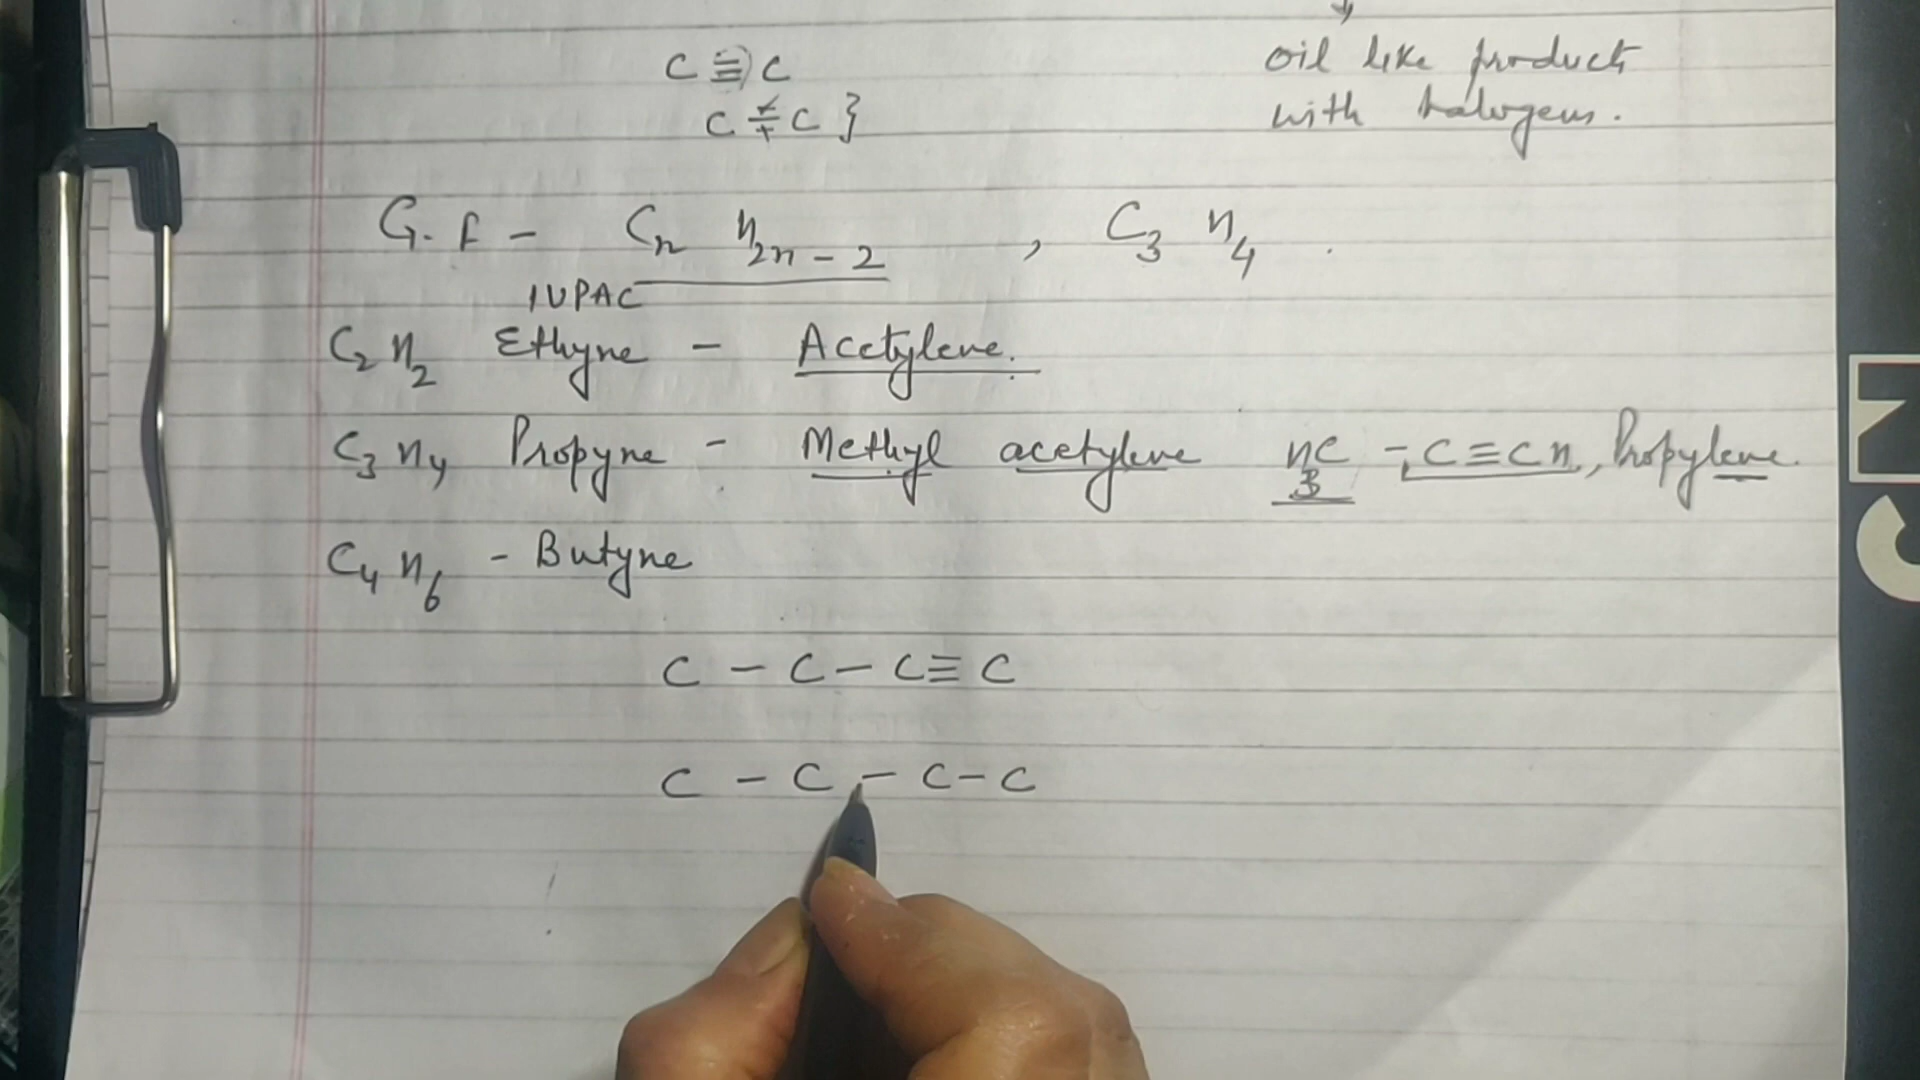 C≡C
oil like product
C≡C }
with halogens.
G.f - CnH2n-2 , C3H4 .
IUPAC
C2H2 Ethyne - Acetylene.
C3H4 Propyne - Methyl acetylene H3C-C≡CH, Propylene.
C4H6 - Butyne
C - C - C≡C
C - C - C - C
CN